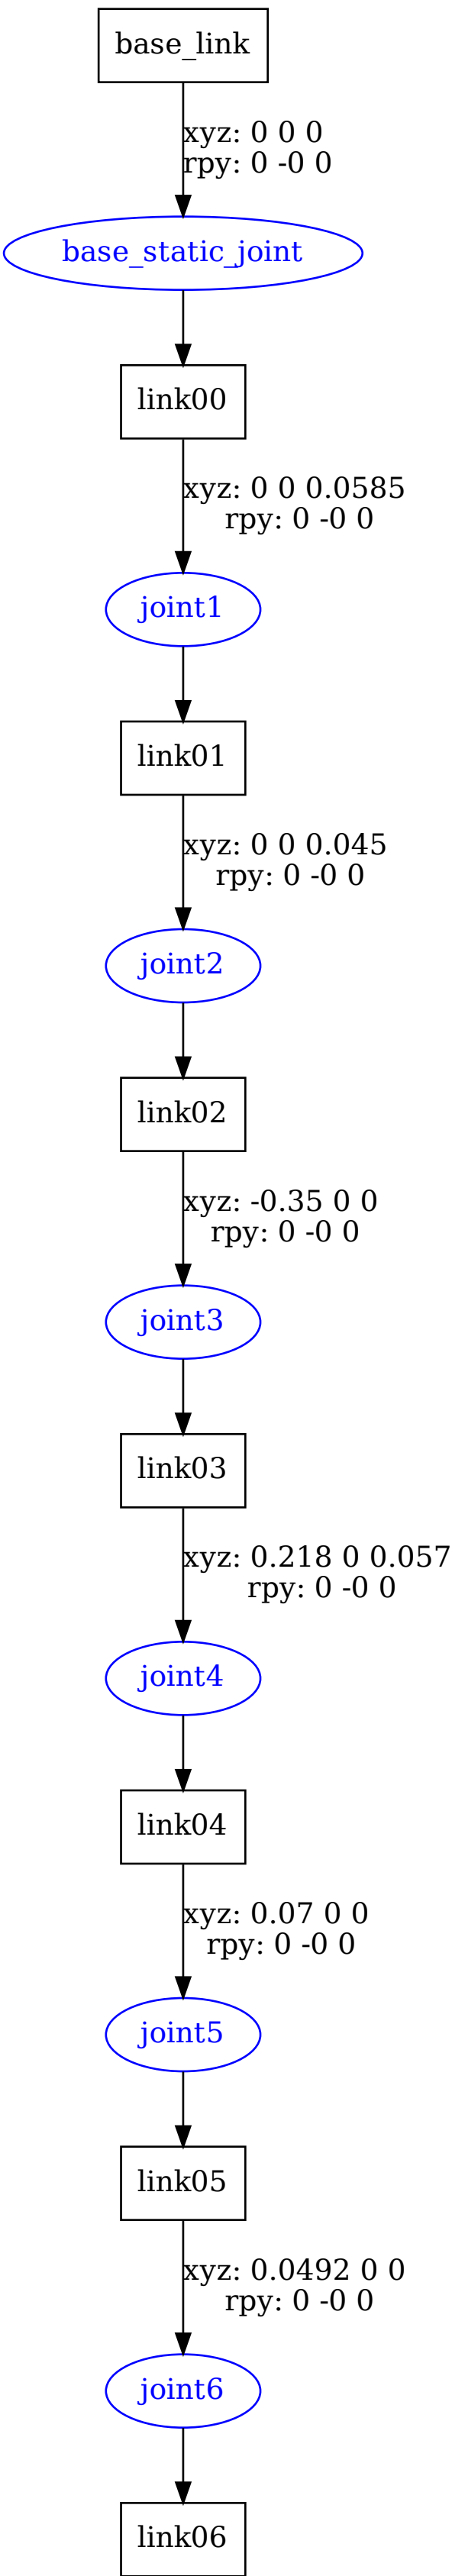 base_link
xyz: 0 0 0
rpy: 0 -0 0
base_static_joint
link00
xyz: 0 0 0.0585
rpy: 0 -0 0
joint1
link01
xyz: 0 0 0.045
rpy: 0 -0 0
joint2
link02
xyz: -0.35 0 0
rpy: 0 -0 0
joint3
link03
xyz: 0.218 0 0.057
rpy: 0 -0 0
joint4
link04
xyz: 0.07 0 0
rpy: 0 -0 0
joint5
link05
xyz: 0.0492 0 0
rpy: 0 -0 0
joint6
link06